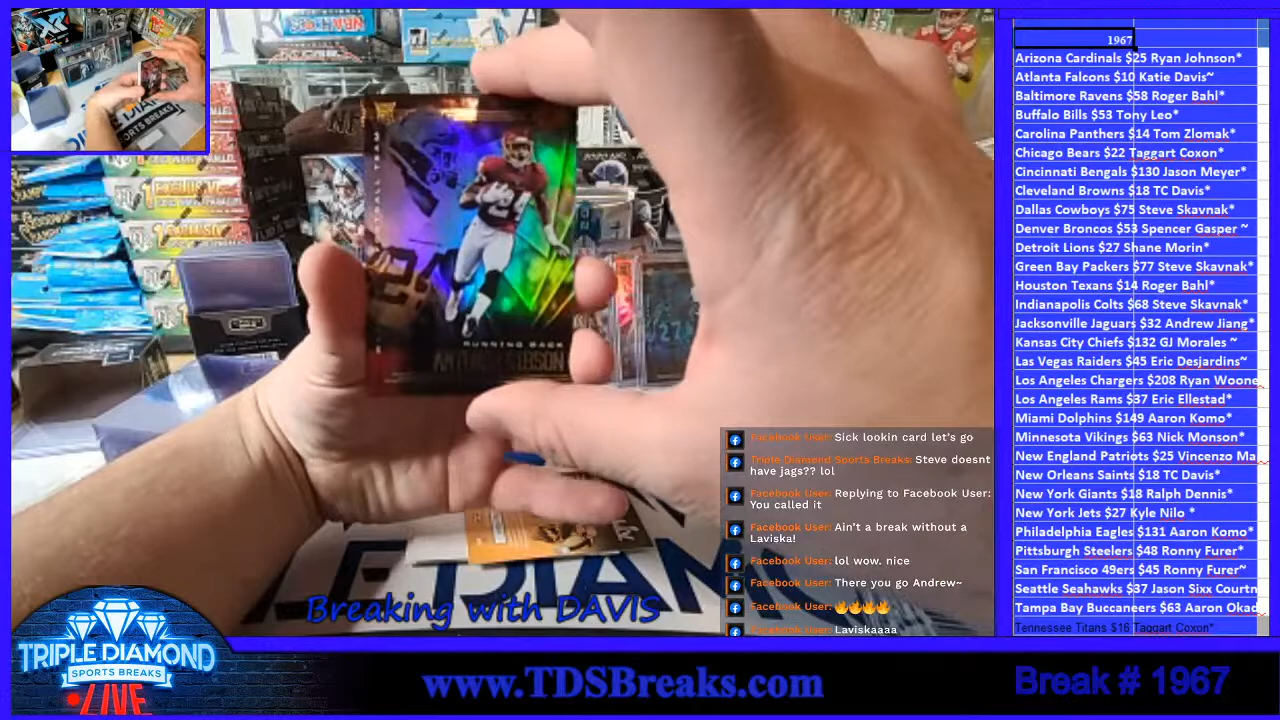 1967
Arizona Cardinals $25 Ryan Johnson*
Atlanta Falcons $10 Katie Davis~
Baltimore Ravens $58 Roger Bahl*
Buffalo Bills $53 Tony Leo*
Carolina Panthers $14 Tom Zlomak*
Chicago Bears $22 Taggart Coxon*
Cincinnati Bengals $130 Jason Meyer*
Cleveland Browns $18 TC Davis*
Dallas Cowboys $75 Steve Skavnak*
Denver Broncos $53 Spencer Gasper ~
Detroit Lions $27 Shane Morin*
Green Bay Packers $77 Steve Skavnak*
Houston Texans $14 Roger Bahl*
Indianapolis Colts $68 Steve Skavnak*
Jacksonville Jaguars $32 Andrew Jiang*
Kansas City Chiefs $132 GJ Morales ~
Las Vegas Raiders $45 Eric Desjardins~
Los Angeles Chargers $208 Ryan Woone
Los Angeles Rams $37 Eric Ellestad*
Miami Dolphins $149 Aaron Komo*
Minnesota Vikings $63 Nick Monson*
New England Patriots $25 Vincenzo Ma
New Orleans Saints $18 TC Davis*
New York Giants $18 Ralph Dennis*
New York Jets $27 Kyle Nilo *
Philadelphia Eagles $131 Aaron Komo*
Pittsburgh Steelers $48 Ronny Furer*
San Francisco 49ers $45 Ronny Furer~
Seattle Seahawks $37 Jason Sixx Courtn
Tampa Bay Buccaneers $63 Aaron Okad
Tennessee Titans $16 Taggart Coxon*
RUNNING BACK
ANTONIO GIBSON
Facebook User: Sick lookin card let's go
Triple Diamond Sports Breaks: Steve doesnt
have jags?? lol
Facebook User: Replying to Facebook User:
You called it
Facebook User: Ain't a break without a
Laviska!
Facebook User: lol wow. nice
Facebook User: There you go Andrew~
Facebook User: 🔥🔥🔥🔥
Facebook User: Laviskaaaa
Breaking with DAVIS
TRIPLE DIAMOND
SPORTS BREAKS
LIVE
www.TDSBreaks.com
Break # 1967